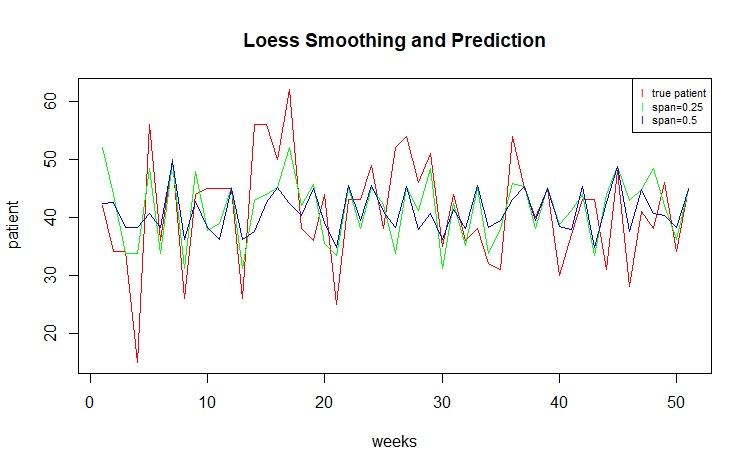 Loess Smoothing and Prediction
true patient
span=0.25
span=0.5
60
50
40
30
20
patient
0 10 20 30 40 50
weeks